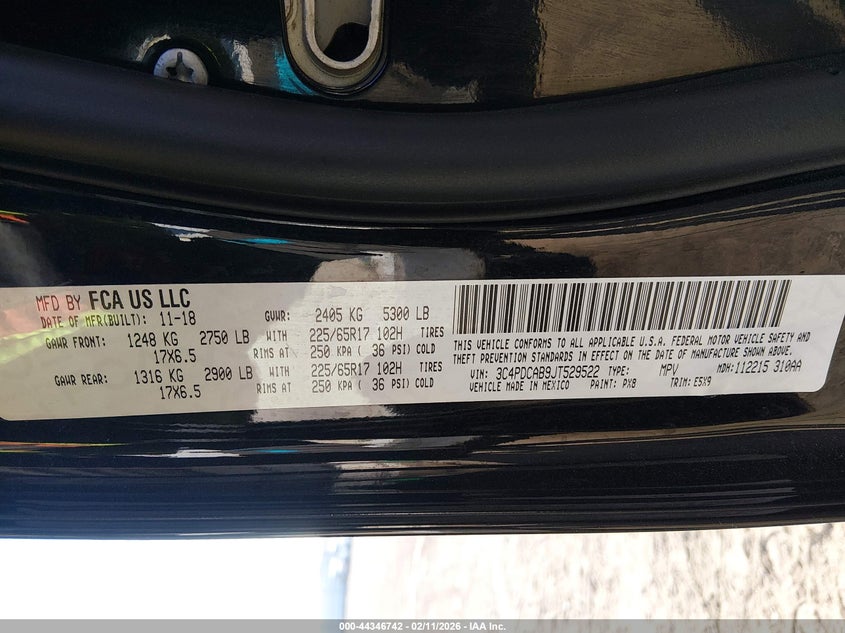 MFD BY FCA US LLC
DATE OF MFR(BUILT): 11-18 GVWR: 2405 KG 5300 LB
GAWR FRONT: 1248 KG 2750 LB WITH 225/65R17 102H TIRES
17X6.5 RIMS AT 250 KPA ( 36 PSI) COLD
GAWR REAR: 1316 KG 2900 LB WITH 225/65R17 102H TIRES
17X6.5 RIMS AT 250 KPA ( 36 PSI) COLD
THIS VEHICLE CONFORMS TO ALL APPLICABLE U.S.A. FEDERAL MOTOR VEHICLE SAFETY AND
THEFT PREVENTION STANDARDS IN EFFECT ON THE DATE OF MANUFACTURE SHOWN ABOVE.
VIN: 3C4PDCAB9JT529522 TYPE: MPV MDH: 112215 310AA
VEHICLE MADE IN MEXICO PAINT: PX8 TRIM: E5X9
000-44346742 - 02/11/2026 - IAA Inc.